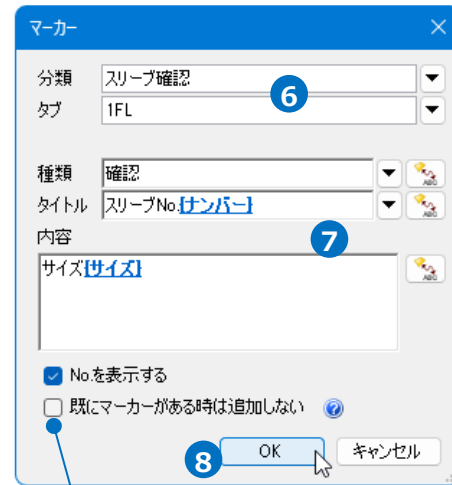 マーカー
分類 スリーブ確認
6
タブ 1FL
種類 確認
ABC
タイトル スリーブNo.{ナンバー}
ABC
内容
7
サイズ{サイズ}
ABC
No.を表示する
既にマーカーがある時は追加しない ?
8 OK キャンセル